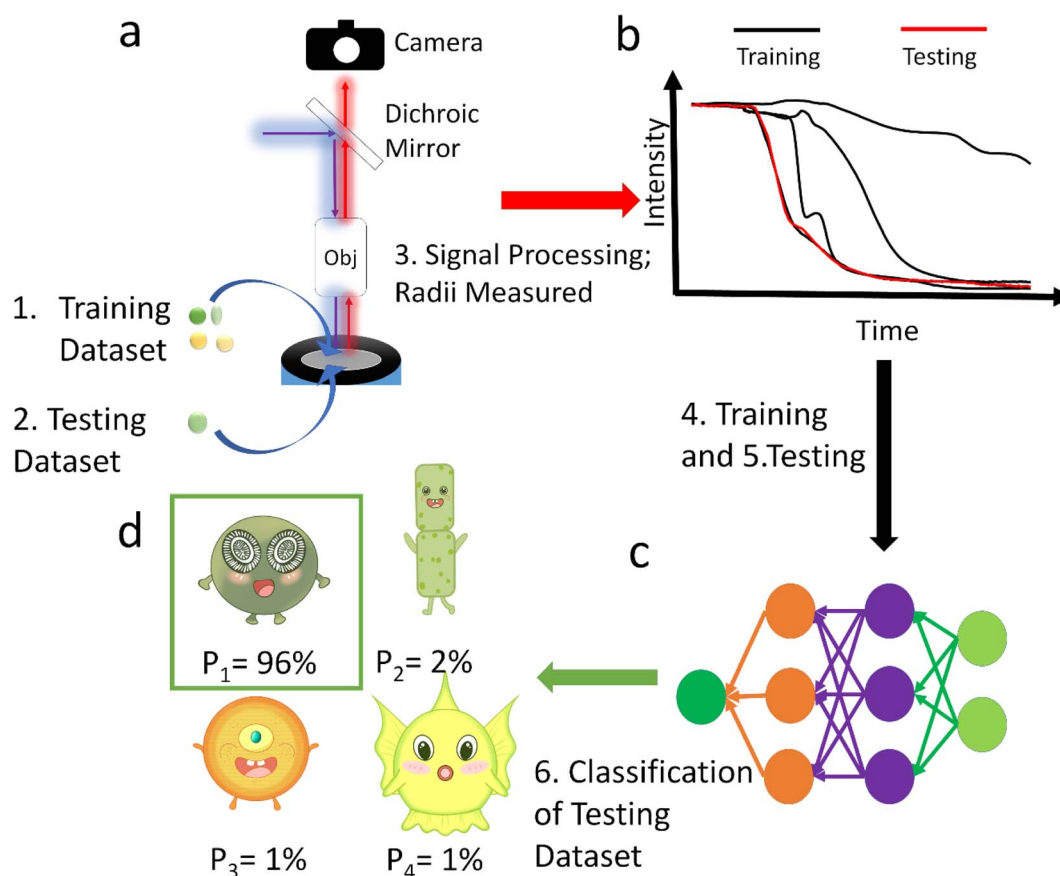 a
Camera
Dichroic
Mirror
Obj
1. Training
Dataset
2. Testing
Dataset
3. Signal Processing;
Radii Measured
b
Training
Testing
Intensity
Time
4. Training
and 5.Testing
c
d
P₁= 96%
P₂= 2%
P₃= 1%
P₄= 1%
6. Classification
of Testing
Dataset